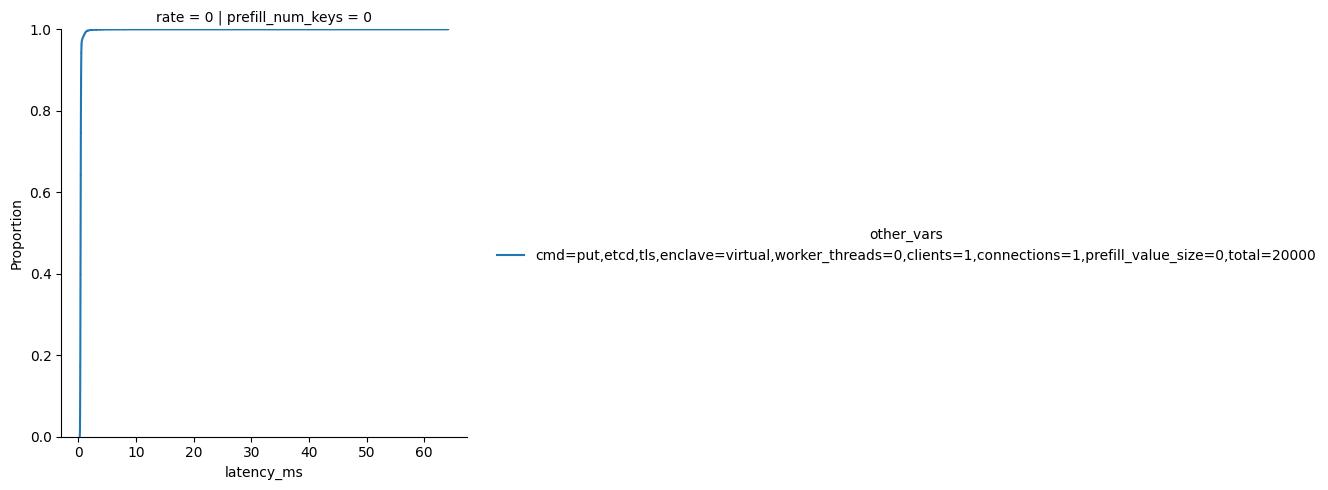 rate = 0 | prefill_num_keys = 0
1.0
0.8
0.6
0.4
0.2
0.0
Proportion
0 10 20 30 40 50 60
latency_ms
other_vars
cmd=put,etcd,tls,enclave=virtual,worker_threads=0,clients=1,connections=1,prefill_value_size=0,total=20000